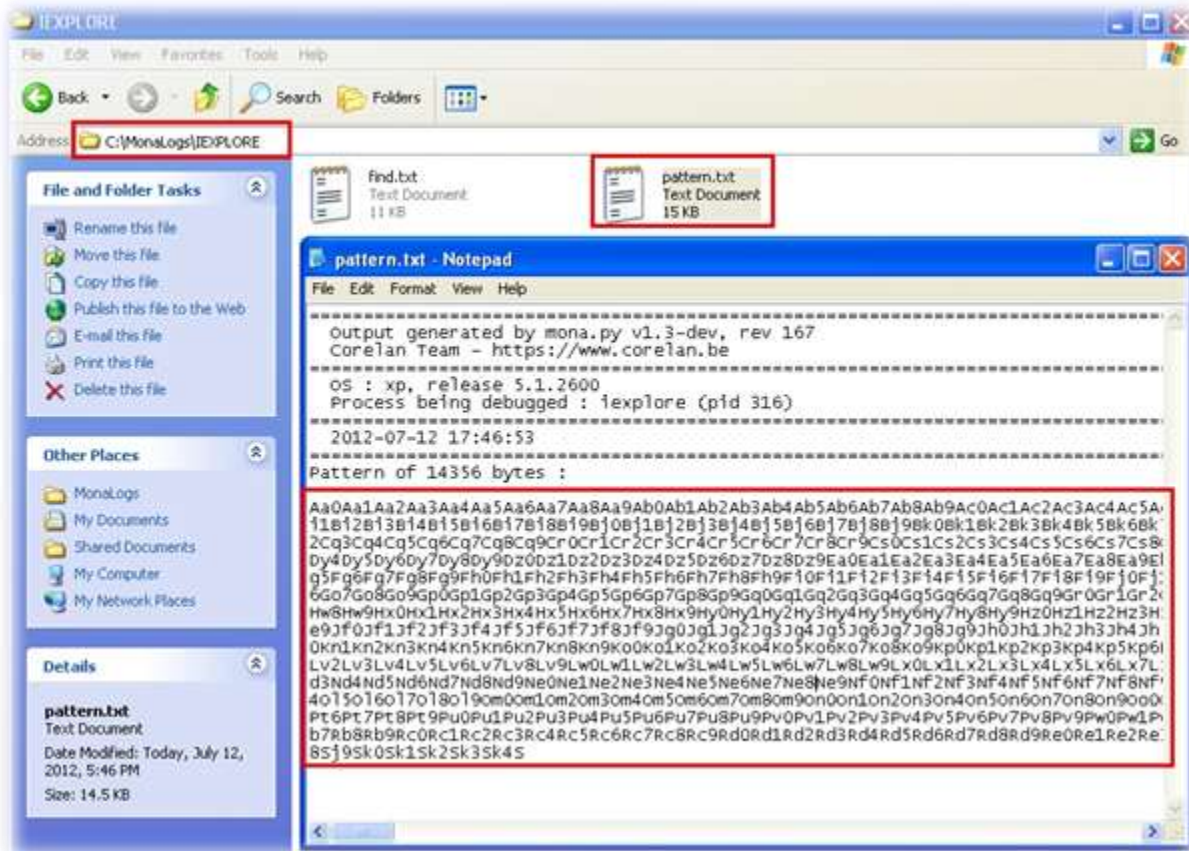 IEXPLORE
File Edit View Favorites Tools Help
Back Search Folders
Address C:\MonaLogs\IEXPLORE Go
File and Folder Tasks
Rename this file
Move this file
Copy this file
Publish this file to the Web
E-mail this file
Print this file
Delete this file
Other Places
MonaLogs
My Documents
Shared Documents
My Computer
My Network Places
Details
pattern.txt
Text Document
Date Modified: Today, July 12,
2012, 5:46 PM
Size: 14.5 KB
find.txt
Text Document
11 KB
pattern.txt
Text Document
15 KB
pattern.txt - Notepad
File Edit Format View Help
Output generated by mona.py v1.3-dev, rev 167
Corelan Team - https://www.corelan.be
OS : xp, release 5.1.2600
Process being debugged : iexplore (pid 316)
2012-07-12 17:46:53
Pattern of 14356 bytes :
Aa0Aa1Aa2Aa3Aa4Aa5Aa6Aa7Aa8Aa9Ab0Ab1Ab2Ab3Ab4Ab5Ab6Ab7Ab8Ab9Ac0Ac1Ac2Ac3Ac4Ac5A
j1Bj2Bj3Bj4Bj5Bj6Bj7Bj8Bj9Bj0Bj1Bj2Bj3Bj4Bj5Bj6Bj7Bj8Bj9Bk0Bk1Bk2Bk3Bk4Bk5Bk6Bk
2Cq3Cq4Cq5Cq6Cq7Cq8Cq9Cr0Cr1Cr2Cr3Cr4Cr5Cr6Cr7Cr8Cr9Cs0Cs1Cs2Cs3Cs4Cs5Cs6Cs7Cs8
Dy4Dy5Dy6Dy7Dy8Dy9Dz0Dz1Dz2Dz3Dz4Dz5Dz6Dz7Dz8Dz9Ea0Ea1Ea2Ea3Ea4Ea5Ea6Ea7Ea8Ea9E
g5Fg6Fg7Fg8Fg9Fh0Fh1Fh2Fh3Fh4Fh5Fh6Fh7Fh8Fh9Fi0Fi1Fi2Fi3Fi4Fi5Fi6Fi7Fi8Fi9Fj0Fj
6Go7Go8Go9Gp0Gp1Gp2Gp3Gp4Gp5Gp6Gp7Gp8Gp9Gq0Gq1Gq2Gq3Gq4Gq5Gq6Gq7Gq8Gq9Gr0Gr1Gr2
Hw8Hw9Hx0Hx1Hx2Hx3Hx4Hx5Hx6Hx7Hx8Hx9Hy0Hy1Hy2Hy3Hy4Hy5Hy6Hy7Hy8Hy9Hz0Hz1Hz2Hz3H
e9Jf0Jf1Jf2Jf3Jf4Jf5Jf6Jf7Jf8Jf9Jg0Jg1Jg2Jg3Jg4Jg5Jg6Jg7Jg8Jg9Jh0Jh1Jh2Jh3Jh4Jh
0Kn1Kn2Kn3Kn4Kn5Kn6Kn7Kn8Kn9Ko0Ko1Ko2Ko3Ko4Ko5Ko6Ko7Ko8Ko9Kp0Kp1Kp2Kp3Kp4Kp5Kp6
Lv2Lv3Lv4Lv5Lv6Lv7Lv8Lv9Lw0Lw1Lw2Lw3Lw4Lw5Lw6Lw7Lw8Lw9Lx0Lx1Lx2Lx3Lx4Lx5Lx6Lx7L
d3Nd4Nd5Nd6Nd7Nd8Nd9Ne0Ne1Ne2Ne3Ne4Ne5Ne6Ne7Ne8Ne9Nf0Nf1Nf2Nf3Nf4Nf5Nf6Nf7Nf8Nf
4Ol5Ol6Ol7Ol8Ol9Om0Om1Om2Om3Om4Om5Om6Om7Om8Om9On0On1On2On3On4On5On6On7On8On9Oo0
Pt6Pt7Pt8Pt9Pu0Pu1Pu2Pu3Pu4Pu5Pu6Pu7Pu8Pu9Pv0Pv1Pv2Pv3Pv4Pv5Pv6Pv7Pv8Pv9Pw0Pw1P
b7Rb8Rb9Rc0Rc1Rc2Rc3Rc4Rc5Rc6Rc7Rc8Rc9Rd0Rd1Rd2Rd3Rd4Rd5Rd6Rd7Rd8Rd9Re0Re1Re2Re
8Sj9Sk0Sk1Sk2Sk3Sk4S